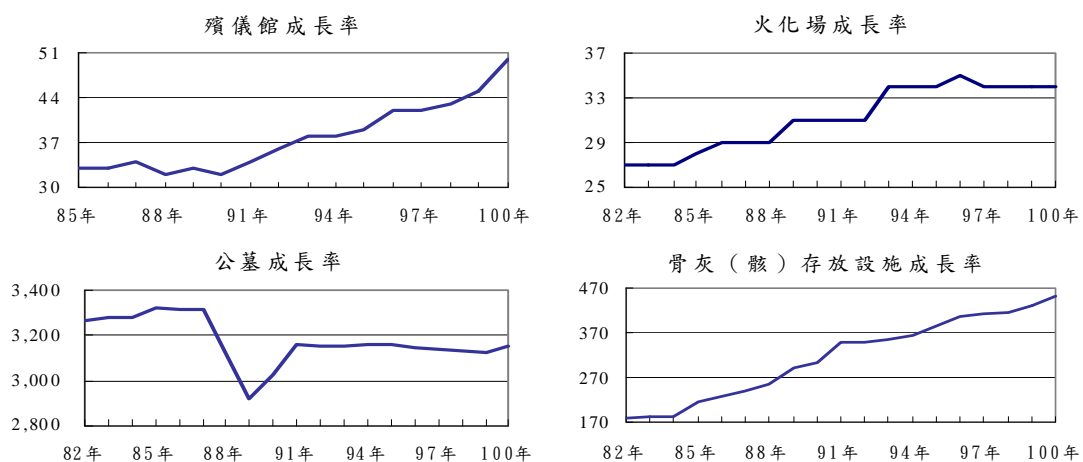 殯儀館成長率
51
44
37
30
85年 88年 91年 94年 97年 100年
火化場成長率
37
33
29
25
82年 85年 88年 91年 94年 97年 100年
公墓成長率
3,400
3,200
3,000
2,800
82年 85年 88年 91年 94年 97年 100年
骨灰(骸)存放設施成長率
470
370
270
170
82年 85年 88年 91年 94年 97年 100年